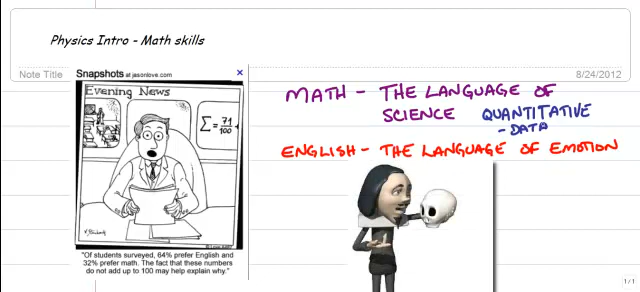 Physics Intro - Math skills
Note Title
8/24/2012
Snapshots at jasonlove.com
x
Evening News
Σ = 71/100
"Of students surveyed, 64% prefer English and
32% prefer math. The fact that these numbers
do not add up to 100 may help explain why."
MATH - THE LANGUAGE OF
SCIENCE QUANTITATIVE
- DATA
ENGLISH - THE LANGUAGE OF EMOTION
1/1